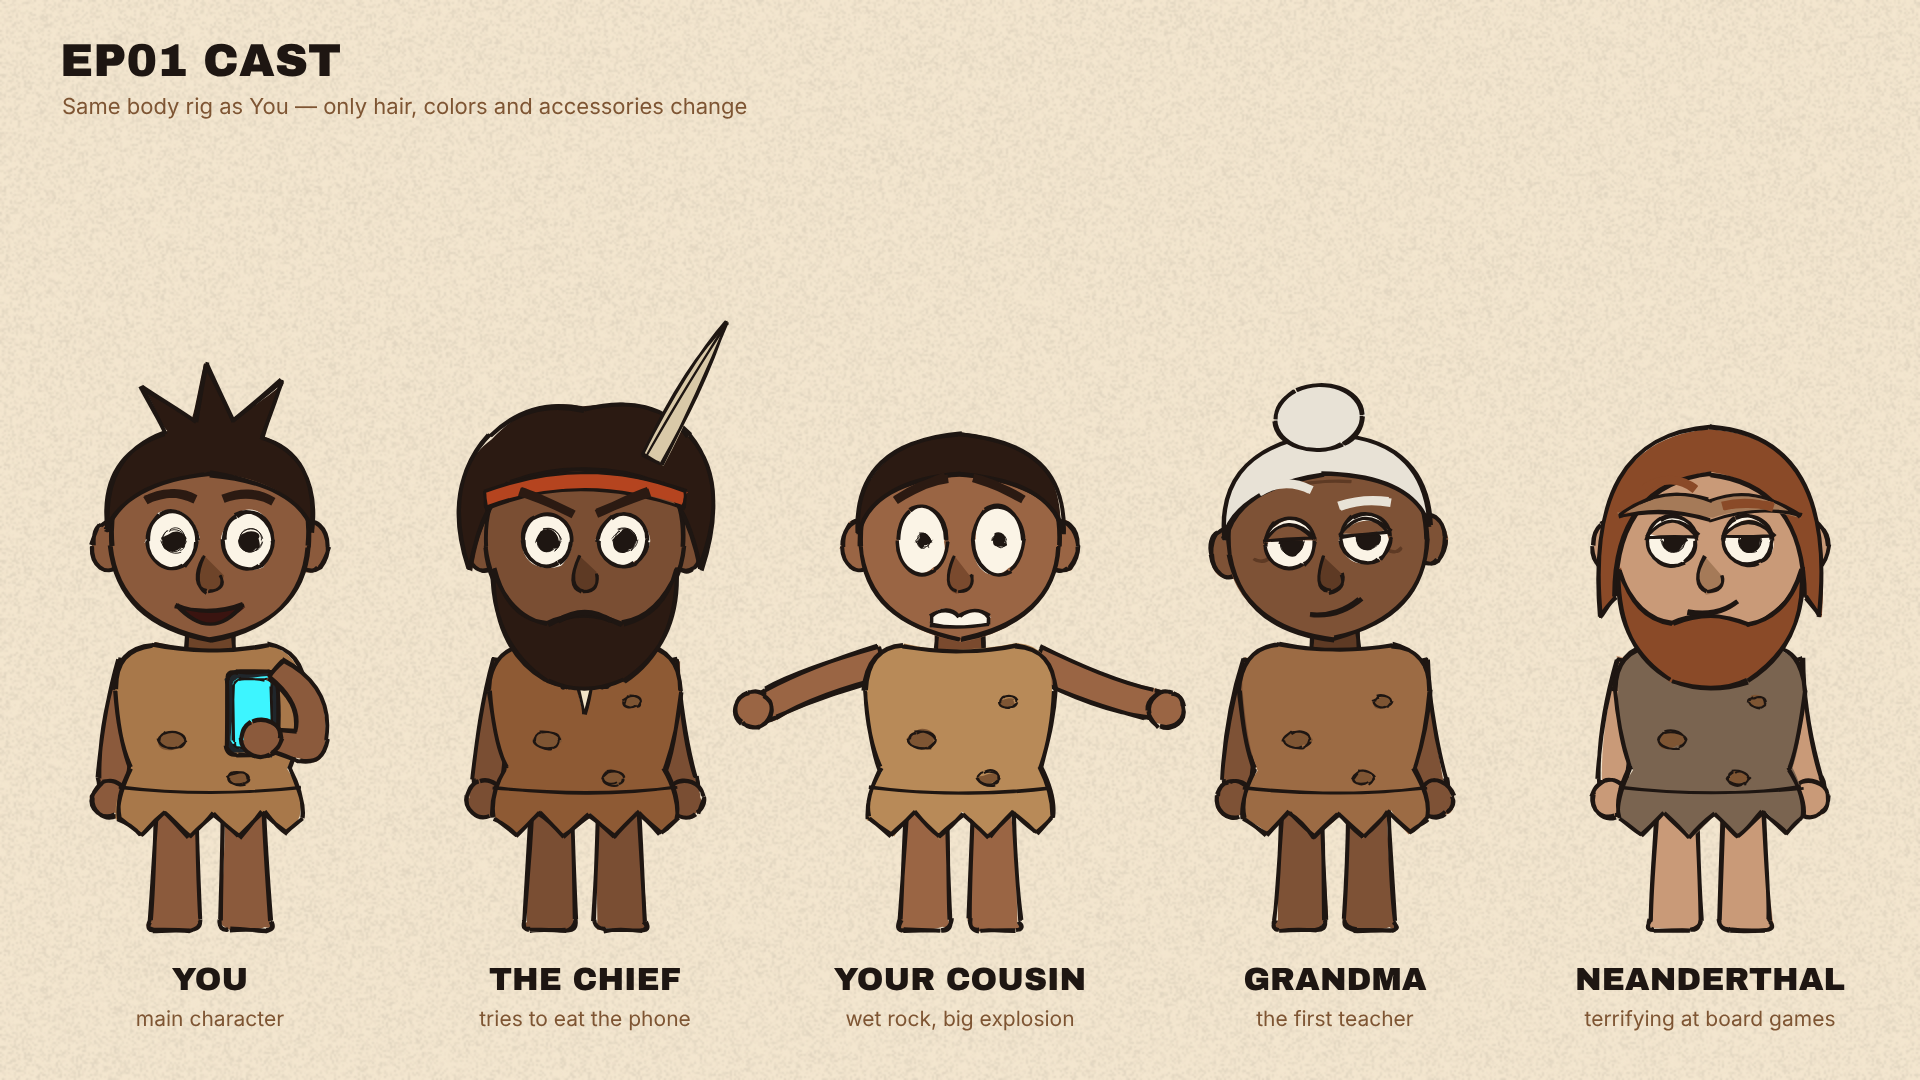 EP01 CAST
Same body rig as You — only hair, colors and accessories change
YOU
main character
THE CHIEF
tries to eat the phone
YOUR COUSIN
wet rock, big explosion
GRANDMA
the first teacher
NEANDERTHAL
terrifying at board games